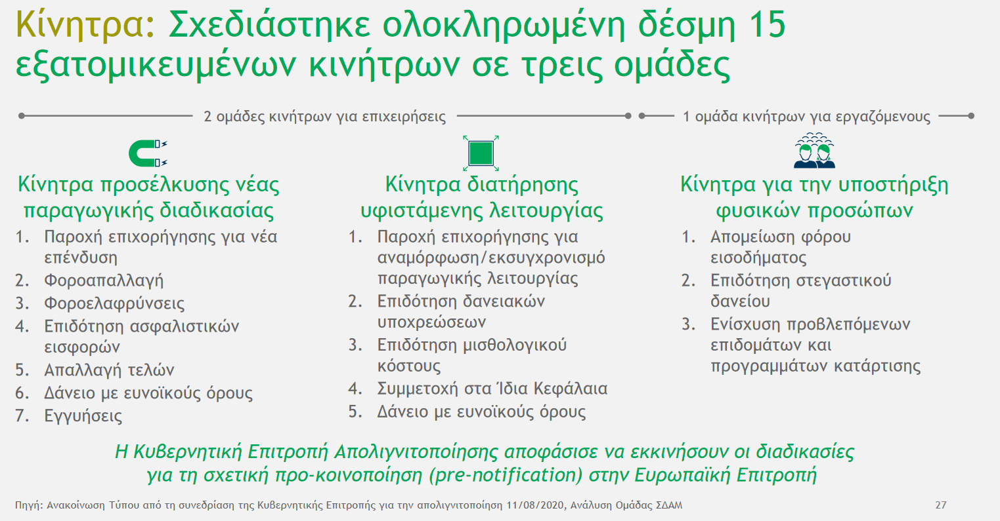 Κίνητρα: Σχεδιάστηκε ολοκληρωμένη δέσμη 15
εξατομικευμένων κινήτρων σε τρεις ομάδες
2 ομάδες κινήτρων για επιχειρήσεις
1 ομάδα κινήτρων για εργαζόμενους
Κίνητρα προσέλκυσης νέας
παραγωγικής διαδικασίας
1. Παροχή επιχορήγησης για νέα
επένδυση
2. Φοροαπαλλαγή
3. Φοροελαφρύνσεις
4. Επιδότηση ασφαλιστικών
εισφορών
5. Απαλλαγή τελών
6. Δάνειο με ευνοϊκούς όρους
7. Εγγυήσεις
Κίνητρα διατήρησης
υφιστάμενης λειτουργίας
1. Παροχή επιχορήγησης για
αναμόρφωση/εκσυγχρονισμό
παραγωγικής λειτουργίας
2. Επιδότηση δανειακών
υποχρεώσεων
3. Επιδότηση μισθολογικού
κόστους
4. Συμμετοχή στα Ίδια Κεφάλαια
5. Δάνειο με ευνοϊκούς όρους
Κίνητρα για την υποστήριξη
φυσικών προσώπων
1. Απομείωση φόρου
εισοδήματος
2. Επιδότηση στεγαστικού
δανείου
3. Ενίσχυση προβλεπόμενων
επιδομάτων και
προγραμμάτων κατάρτισης
Η Κυβερνητική Επιτροπή Απολιγνιτοποίησης αποφάσισε να εκκινήσουν οι διαδικασίες
για τη σχετική προ-κοινοποίηση (pre-notification) στην Ευρωπαϊκή Επιτροπή
Πηγή: Ανακοίνωση Τύπου από τη συνεδρίαση της Κυβερνητικής Επιτροπής για την απολιγνιτοποίηση 11/08/2020, Ανάλυση Ομάδας ΣΔΑΜ
27